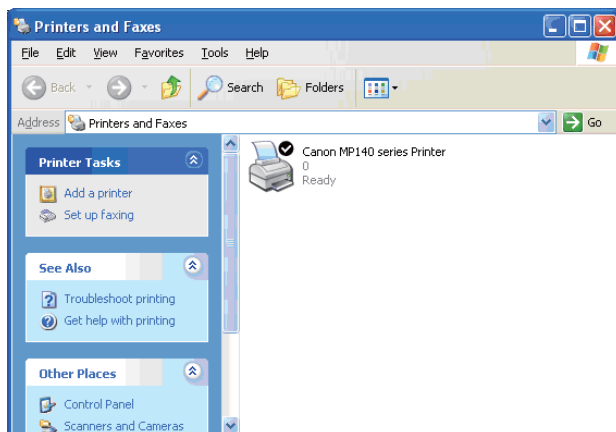 Printers and Faxes
File Edit View Favorites Tools Help
Back Search Folders
Address Printers and Faxes Go
Printer Tasks
Add a printer
Set up faxing
See Also
Troubleshoot printing
Get help with printing
Other Places
Control Panel
Scanners and Cameras
Canon MP140 series Printer
0
Ready